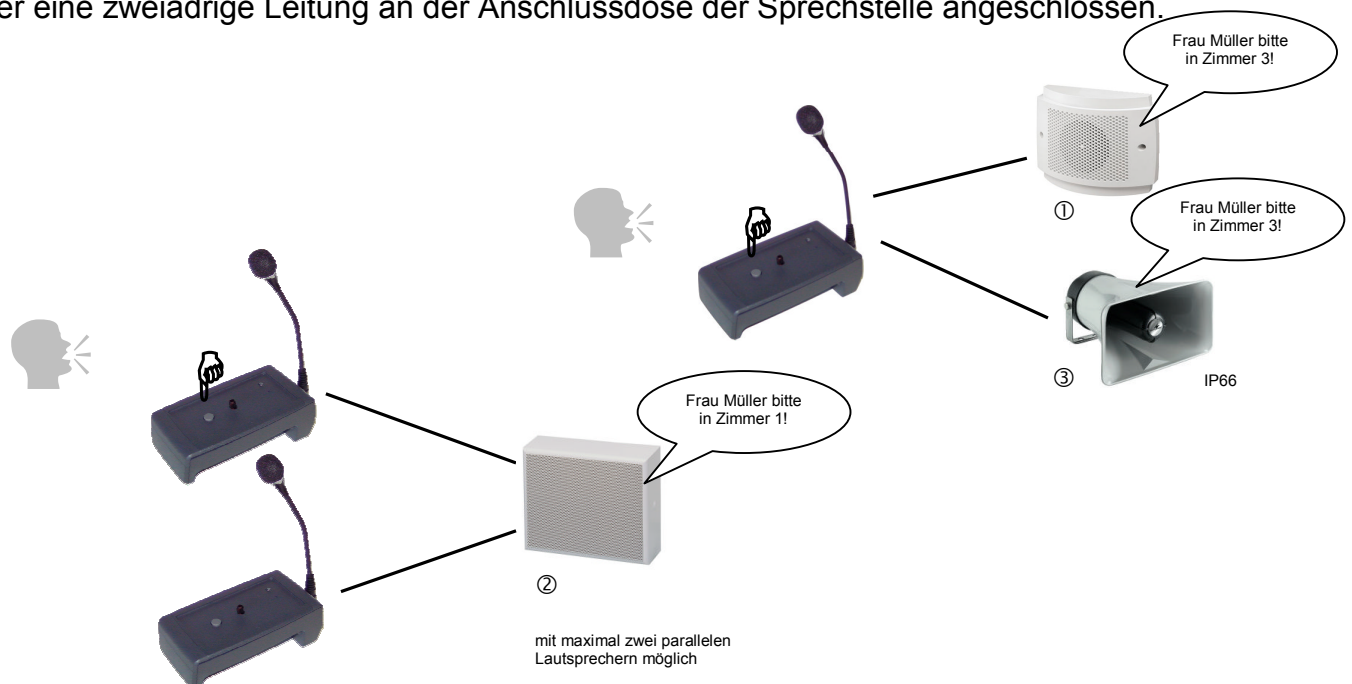 er eine zweiadrige Leitung an der Anschlussdose der Sprechstelle angeschlossen.
Frau Müller bitte
in Zimmer 3!
①
Frau Müller bitte
in Zimmer 3!
③
IP66
Frau Müller bitte
in Zimmer 1!
②
mit maximal zwei parallelen
Lautsprechern möglich